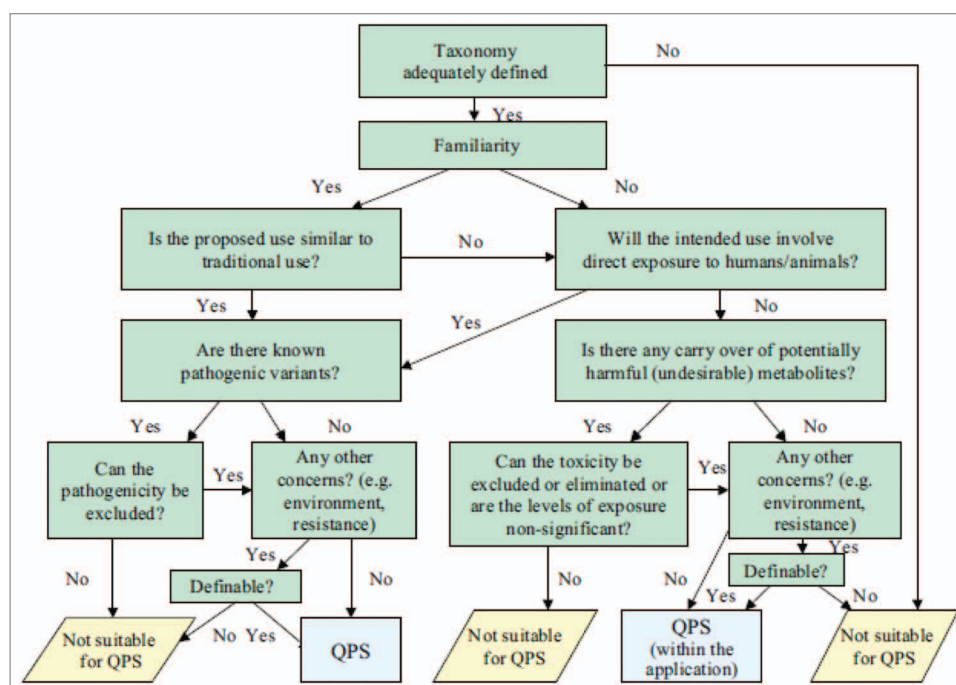 Taxonomy
adequately defined
No
Yes
Familiarity
Yes
No
Is the proposed use similar to
traditional use?
No
Will the intended use involve
direct exposure to humans/animals?
Yes
Yes
No
Are there known
pathogenic variants?
Is there any carry over of potentially
harmful (undesirable) metabolites?
Yes
No
Yes
No
Can the
pathogenicity be
excluded?
Yes
Any other
concerns? (e.g.
environment,
resistance)
Can the toxicity be
excluded or eliminated or
are the levels of exposure
non-significant?
Yes
Any other
concerns? (e.g.
environment,
resistance)
No
Yes
No
No
No
Yes
Definable?
Definable?
Yes
No
Not suitable
for QPS
No
Yes
QPS
Not suitable
for QPS
QPS
(within the
application)
Not suitable
for QPS